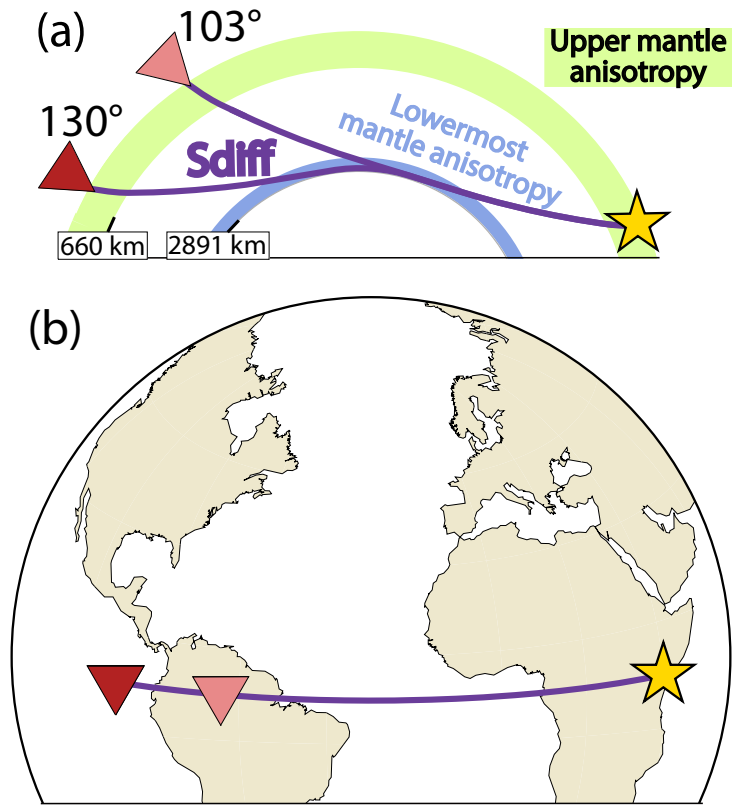 (a)
103°
130°
Upper mantle
anisotropy
Sdiff
Lowermost
mantle anisotropy
660 km
2891 km
(b)